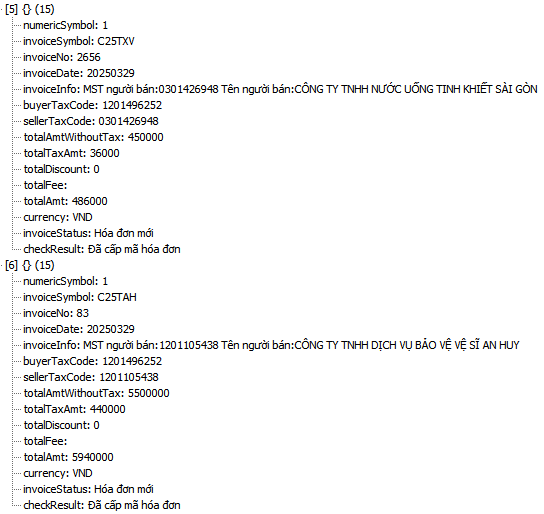 [5] {} (15)
numericSymbol: 1
invoiceSymbol: C25TXV
invoiceNo: 2656
invoiceDate: 20250329
invoiceInfo: MST người bán:0301426948 Tên người bán:CÔNG TY TNHH NƯỚC UỐNG TINH KHIẾT SÀI GÒN
buyerTaxCode: 1201496252
sellerTaxCode: 0301426948
totalAmtWithoutTax: 450000
totalTaxAmt: 36000
totalDiscount: 0
totalFee:
totalAmt: 486000
currency: VND
invoiceStatus: Hóa đơn mới
checkResult: Đã cấp mã hóa đơn
[6] {} (15)
numericSymbol: 1
invoiceSymbol: C25TAH
invoiceNo: 83
invoiceDate: 20250329
invoiceInfo: MST người bán:1201105438 Tên người bán:CÔNG TY TNHH DỊCH VỤ BẢO VỆ VỆ SĨ AN HUY
buyerTaxCode: 1201496252
sellerTaxCode: 1201105438
totalAmtWithoutTax: 5500000
totalTaxAmt: 440000
totalDiscount: 0
totalFee:
totalAmt: 5940000
currency: VND
invoiceStatus: Hóa đơn mới
checkResult: Đã cấp mã hóa đơn